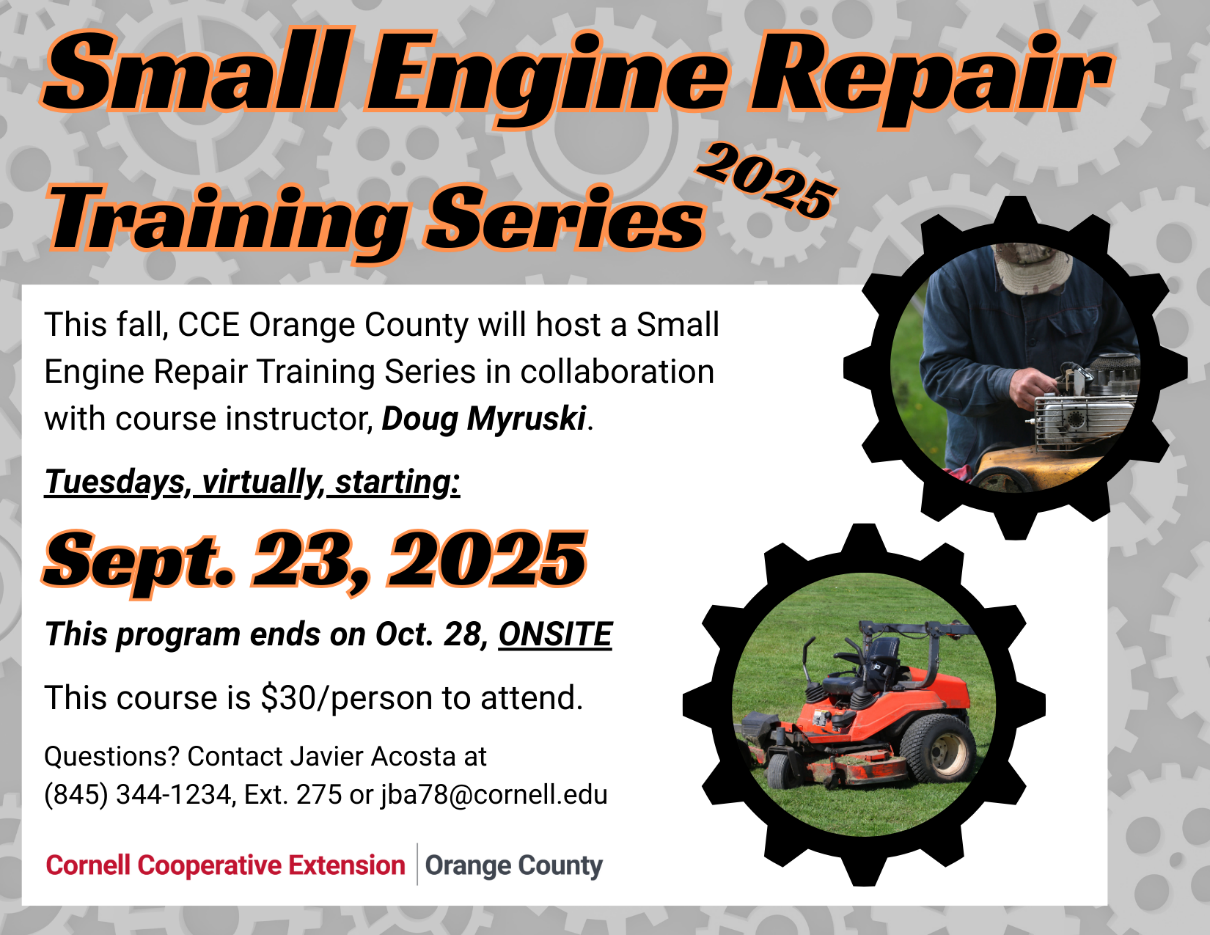 Small Engine Repair
Training Series 2025
This fall, CCE Orange County will host a Small
Engine Repair Training Series in collaboration
with course instructor, Doug Myruski.
Tuesdays, virtually, starting:
Sept. 23, 2025
This program ends on Oct. 28, ONSITE
This course is $30/person to attend.
Questions? Contact Javier Acosta at
(845) 344-1234, Ext. 275 or jba78@cornell.edu
Cornell Cooperative Extension | Orange County